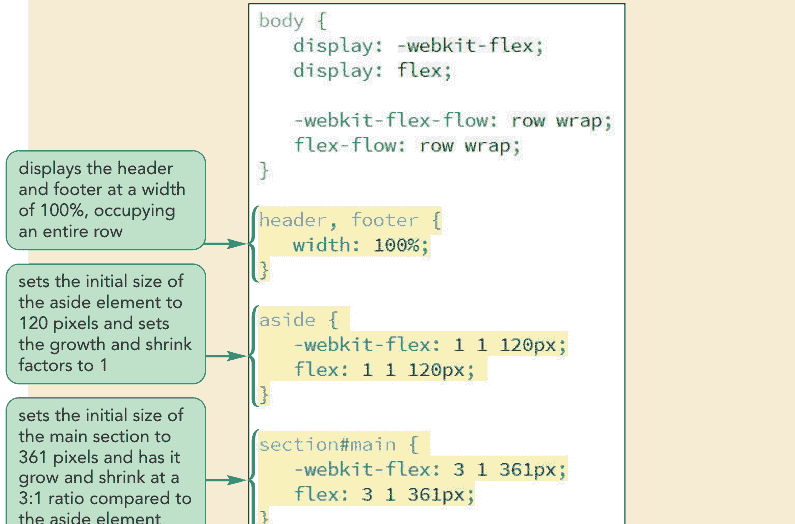 body {
display: -webkit-flex;
display: flex;
-webkit-flex-flow: row wrap;
flex-flow: row wrap;
}
displays the header
and footer at a width
of 100%, occupying
an entire row
header, footer {
width: 100%;
}
sets the initial size of
the aside element to
120 pixels and sets
the growth and shrink
factors to 1
aside {
-webkit-flex: 1 1 120px;
flex: 1 1 120px;
}
sets the initial size of
the main section to
361 pixels and has it
grow and shrink at a
3:1 ratio compared to
the aside element
section#main {
-webkit-flex: 3 1 361px;
flex: 3 1 361px;
}